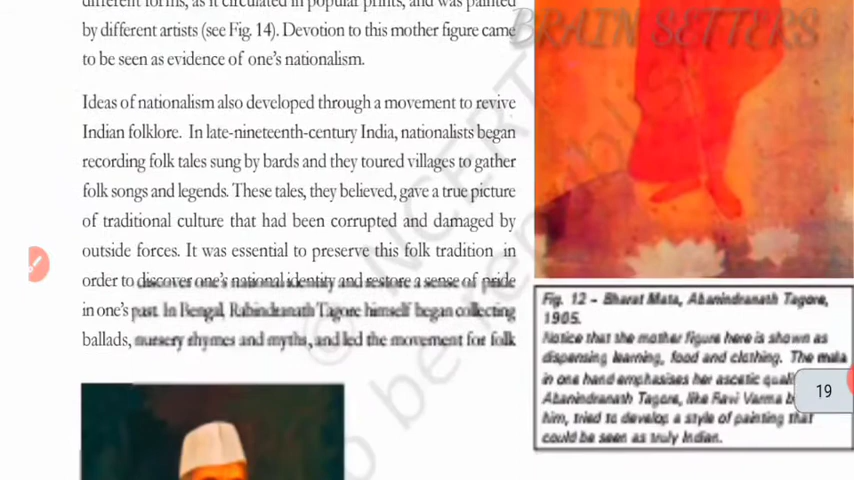 different forms, as it circulated in popular prints, and was painted
by different artists (see Fig. 14). Devotion to this mother figure came
to be seen as evidence of one's nationalism.
Ideas of nationalism also developed through a movement to revive
Indian folklore. In late-nineteenth-century India, nationalists began
recording folk tales sung by bards and they toured villages to gather
folk songs and legends. These tales, they believed, gave a true picture
of traditional culture that had been corrupted and damaged by
outside forces. It was essential to preserve this folk tradition in
order to discover one's national identity and restore a sense of pride
in one's past. In Bengal, Rabindranath Tagore himself began collecting
ballads, nursery rhymes and myths, and led the movement for folk
BRAIN SETTERS
Fig. 12 – Bharat Mata, Abanindranath Tagore,
1905.
Notice that the mother figure here is shown as
dispensing learning, food and clothing. The mala
in one hand emphasises her ascetic
Abanindranath Tagore, like Ravi Varma
him, tried to develop a style of painting that
could be seen as truly Indian.
19
© NCERT
to be